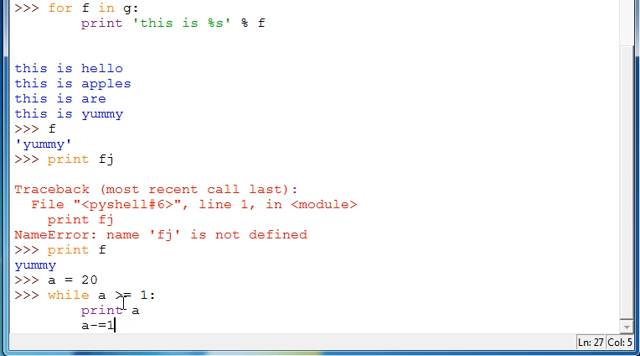 >>> for f in g:
        print 'this is %s' % f
this is hello
this is apples
this is are
this is yummy
>>> f
'yummy'
>>> print fj
Traceback (most recent call last):
  File "<pyshell#6>", line 1, in <module>
    print fj
NameError: name 'fj' is not defined
>>> print f
yummy
>>> a = 20
>>> while a >= 1:
        print a
        a-=1
Ln: 27 Col: 5